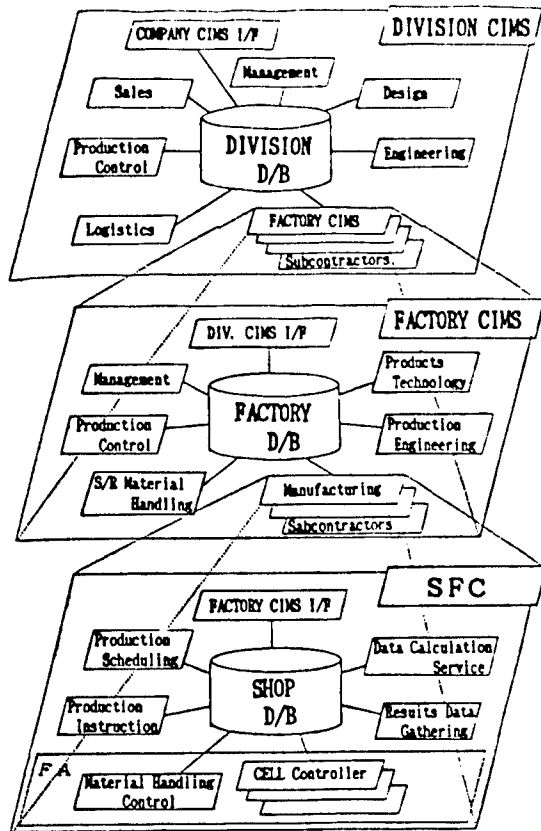 COMPANY CIMS I/F
DIVISION CIMS
Management
Sales
Design
Production
Control
DIVISION
D/B
Engineering
Logistics
FACTORY CIMS
Subcontractors
FACTORY CIMS
DIV. CIMS I/F
Products
Technology
Management
FACTORY
D/B
Production
Control
Production
Engineering
S/R Material
Handling
Manufacturing
Sabcontractors
SFC
FACTORY CIMS I/F
Production
Scheduling
Data Calculation
Service
SHOP
D/B
Production
Instruction
Results Data
Gathering
FA
Material Handling
Control
CELL Controller